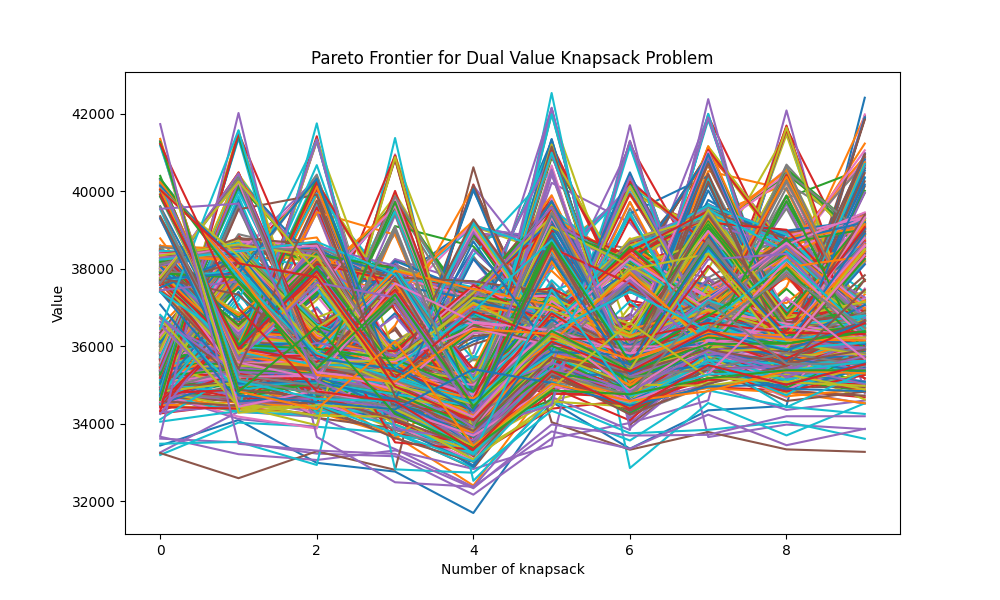 Pareto Frontier for Dual Value Knapsack Problem
42000
40000
38000
36000
34000
32000
Value
0 2 4 6 8
Number of knapsack